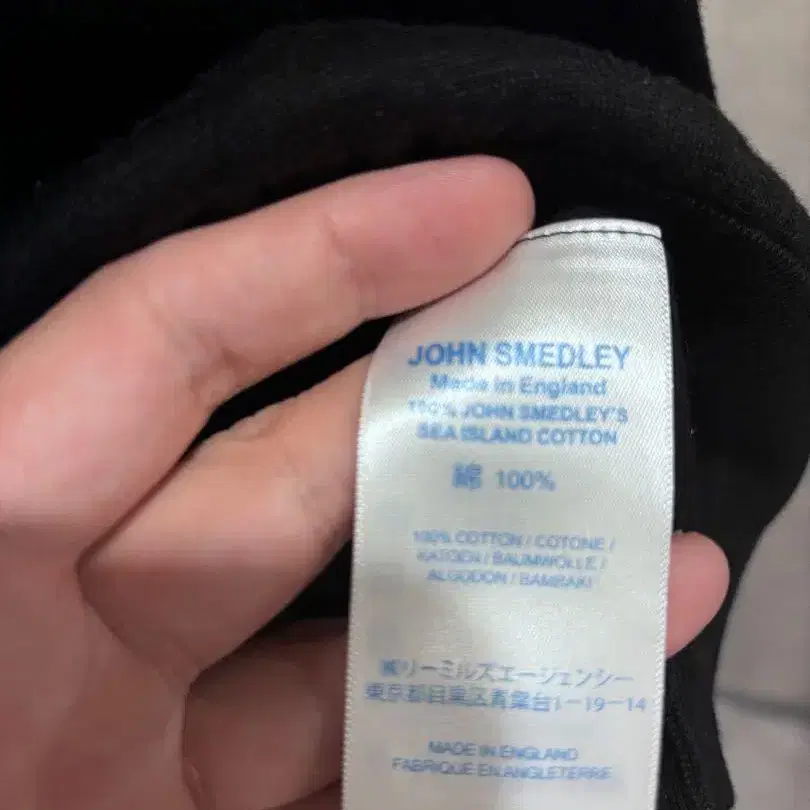 JOHN SMEDLEY
Made in England
100% JOHN SMEDLEY'S
SEA ISLAND COTTON
綿 100%
100% COTTON / COTONE /
KATOEN / BAUMWOLLE /
ALGODON / BAMBAKI
㈱リーミルズエージェンシー
東京都目黒区青葉台1-19-14
MADE IN ENGLAND
FABRIQUE EN ANGLETERRE